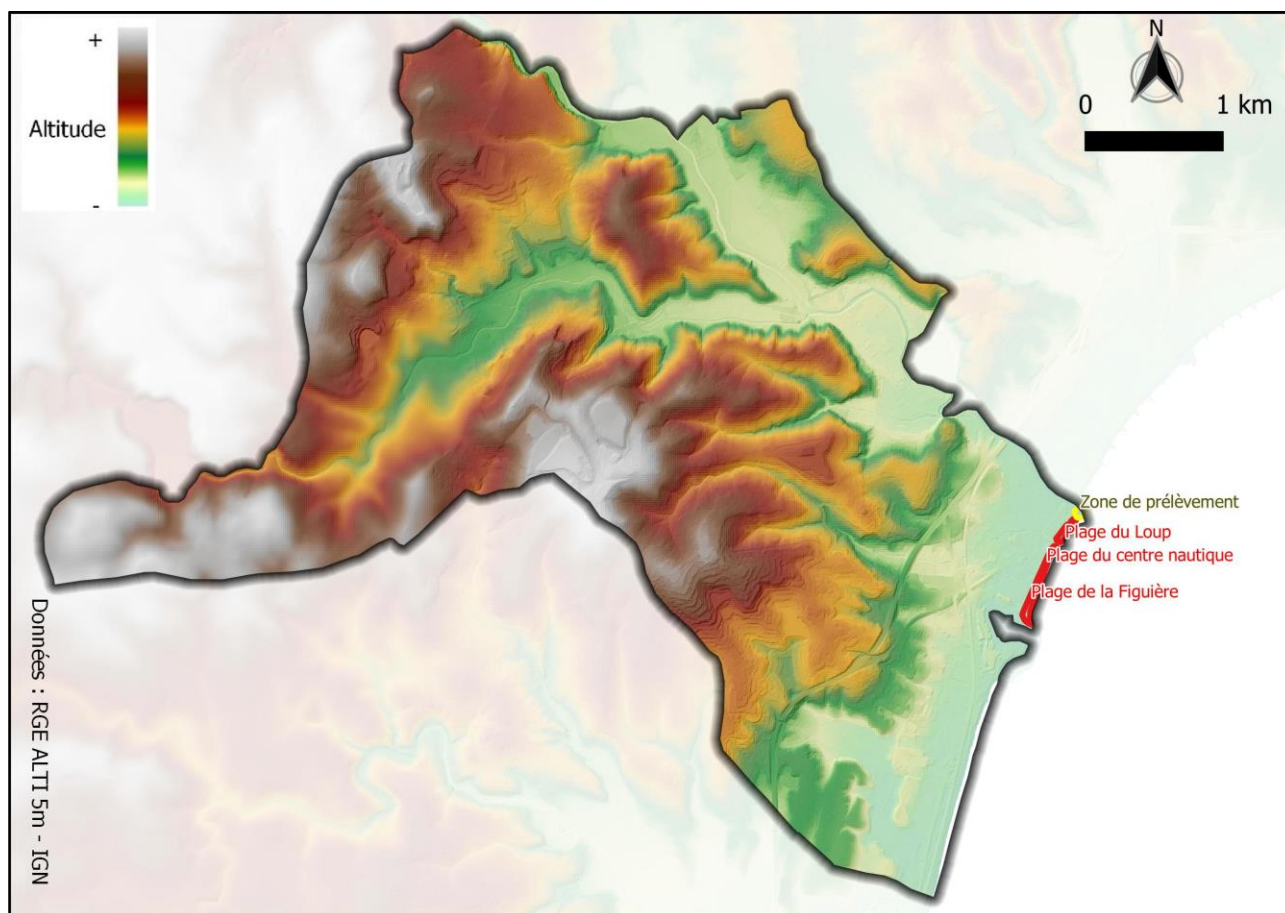 +
Altitude
-
N
0 1 km
Zone de prélèvement
Plage du Loup
Plage du centre nautique
Plage de la Figuière
Données : RGE ALTI 5m - IGN